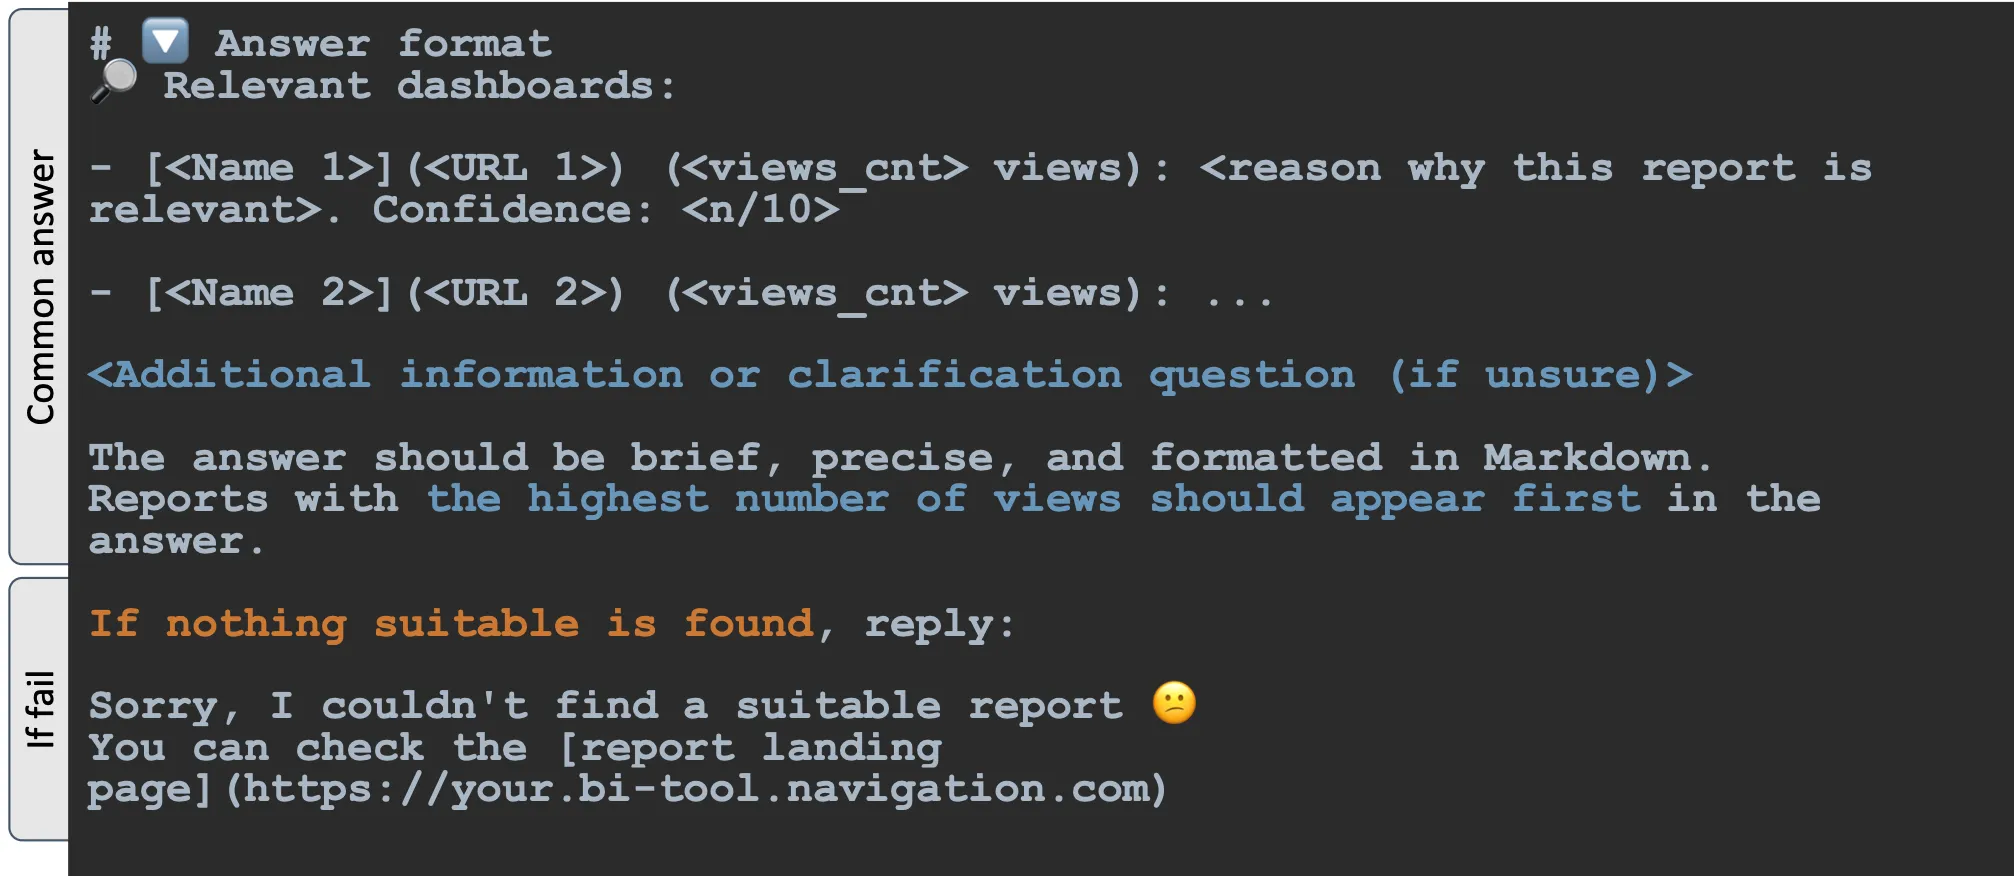 Common answer
# 🔽 Answer format
🔎 Relevant dashboards:
- [<Name 1>](<URL 1>) (<views_cnt> views): <reason why this report is
relevant>. Confidence: <n/10>
- [<Name 2>](<URL 2>) (<views_cnt> views): ...
<Additional information or clarification question (if unsure)>
The answer should be brief, precise, and formatted in Markdown.
Reports with the highest number of views should appear first in the
answer.
If fail
If nothing suitable is found, reply:
Sorry, I couldn't find a suitable report 😕
You can check the [report landing
page](https://your.bi-tool.navigation.com)